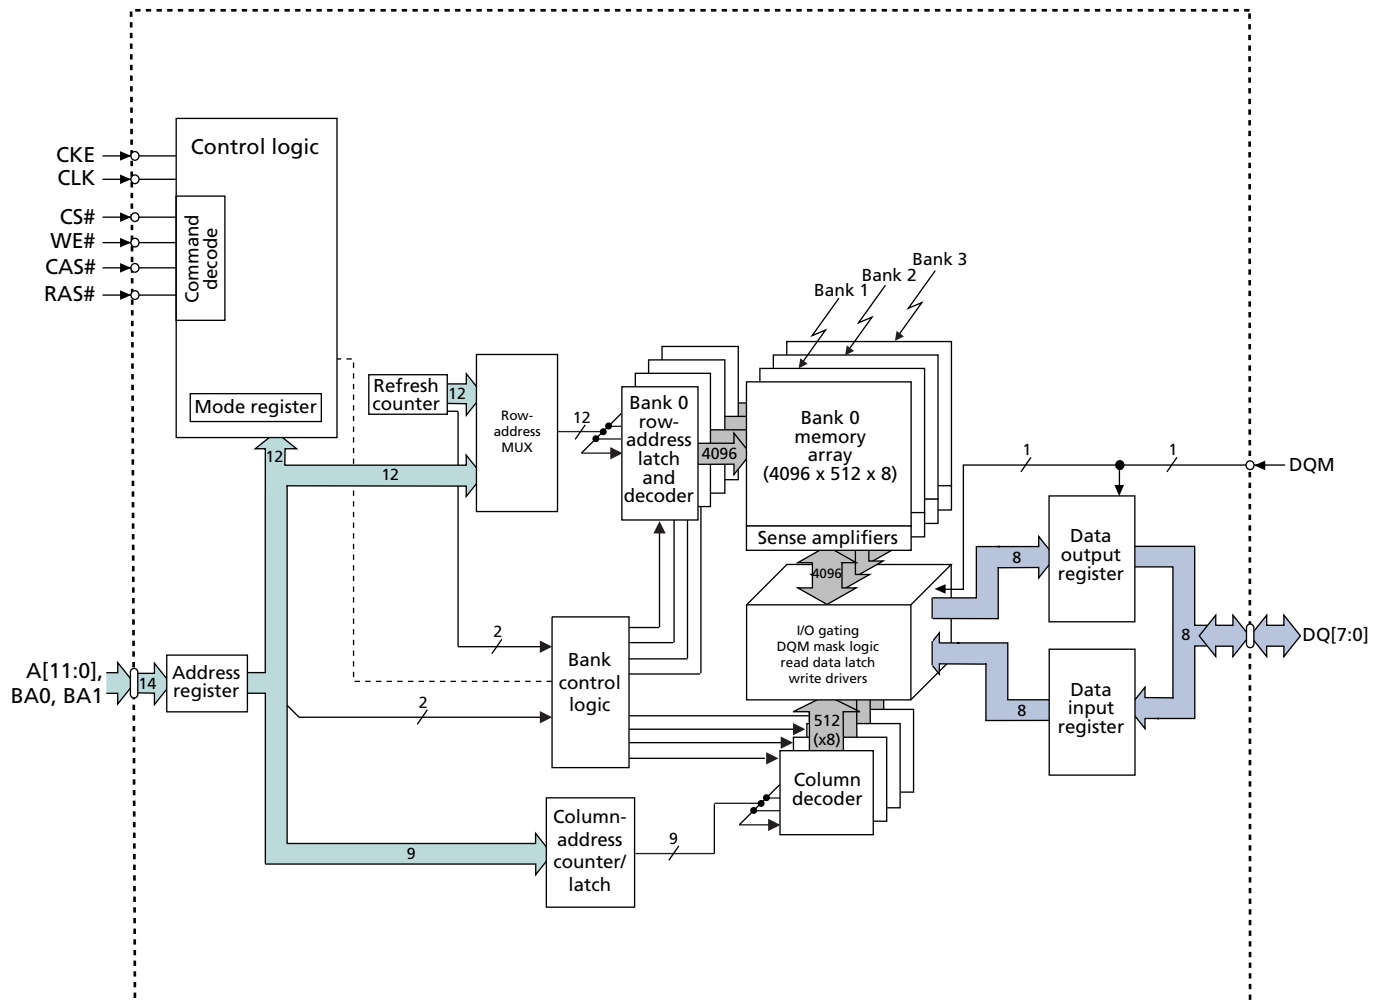 Control logic
CKE
CLK
CS#
WE#
CAS#
RAS#
Command
decode
Mode register
12
12
Refresh
counter
12
Row-
address
MUX
12
Bank 0
row-
address
latch
and
decoder
4096
Bank 1
Bank 2
Bank 3
Bank 0
memory
array
(4096 x 512 x 8)
Sense amplifiers
4096
I/O gating
DQM mask logic
read data latch
write drivers
512
(x8)
Column
decoder
1
1
DQM
Data
output
register
8
8
DQ[7:0]
Data
input
register
8
A[11:0],
BA0, BA1
14
Address
register
2
2
Bank
control
logic
9
Column-
address
counter/
latch
9